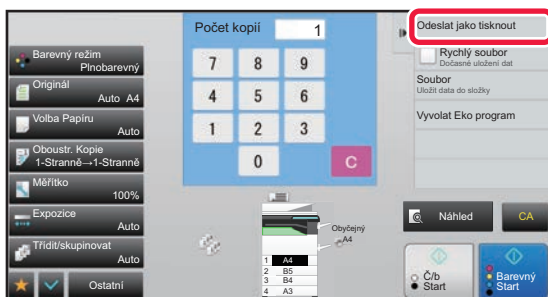 Počet kopií 1
Odeslat jako tisknout
Rychlý soubor
Dočasné uložení dat
Soubor
Uložit data do složky
Vyvolat Eko program
Barevný režim
Plnobarevný
Originál
Auto A4
Volba Papíru
Auto
Oboustr. Kopie
1-Stranně→1-Stranně
Měřítko
100%
Expozice
Auto
Třídit/skupinovat
Auto
Ostatní
7 8 9
4 5 6
1 2 3
0 C
Obyčejný
A4
1 A4
2 B5
3 B4
4 A3
Náhled
CA
Č/b
Start
Barevný
Start